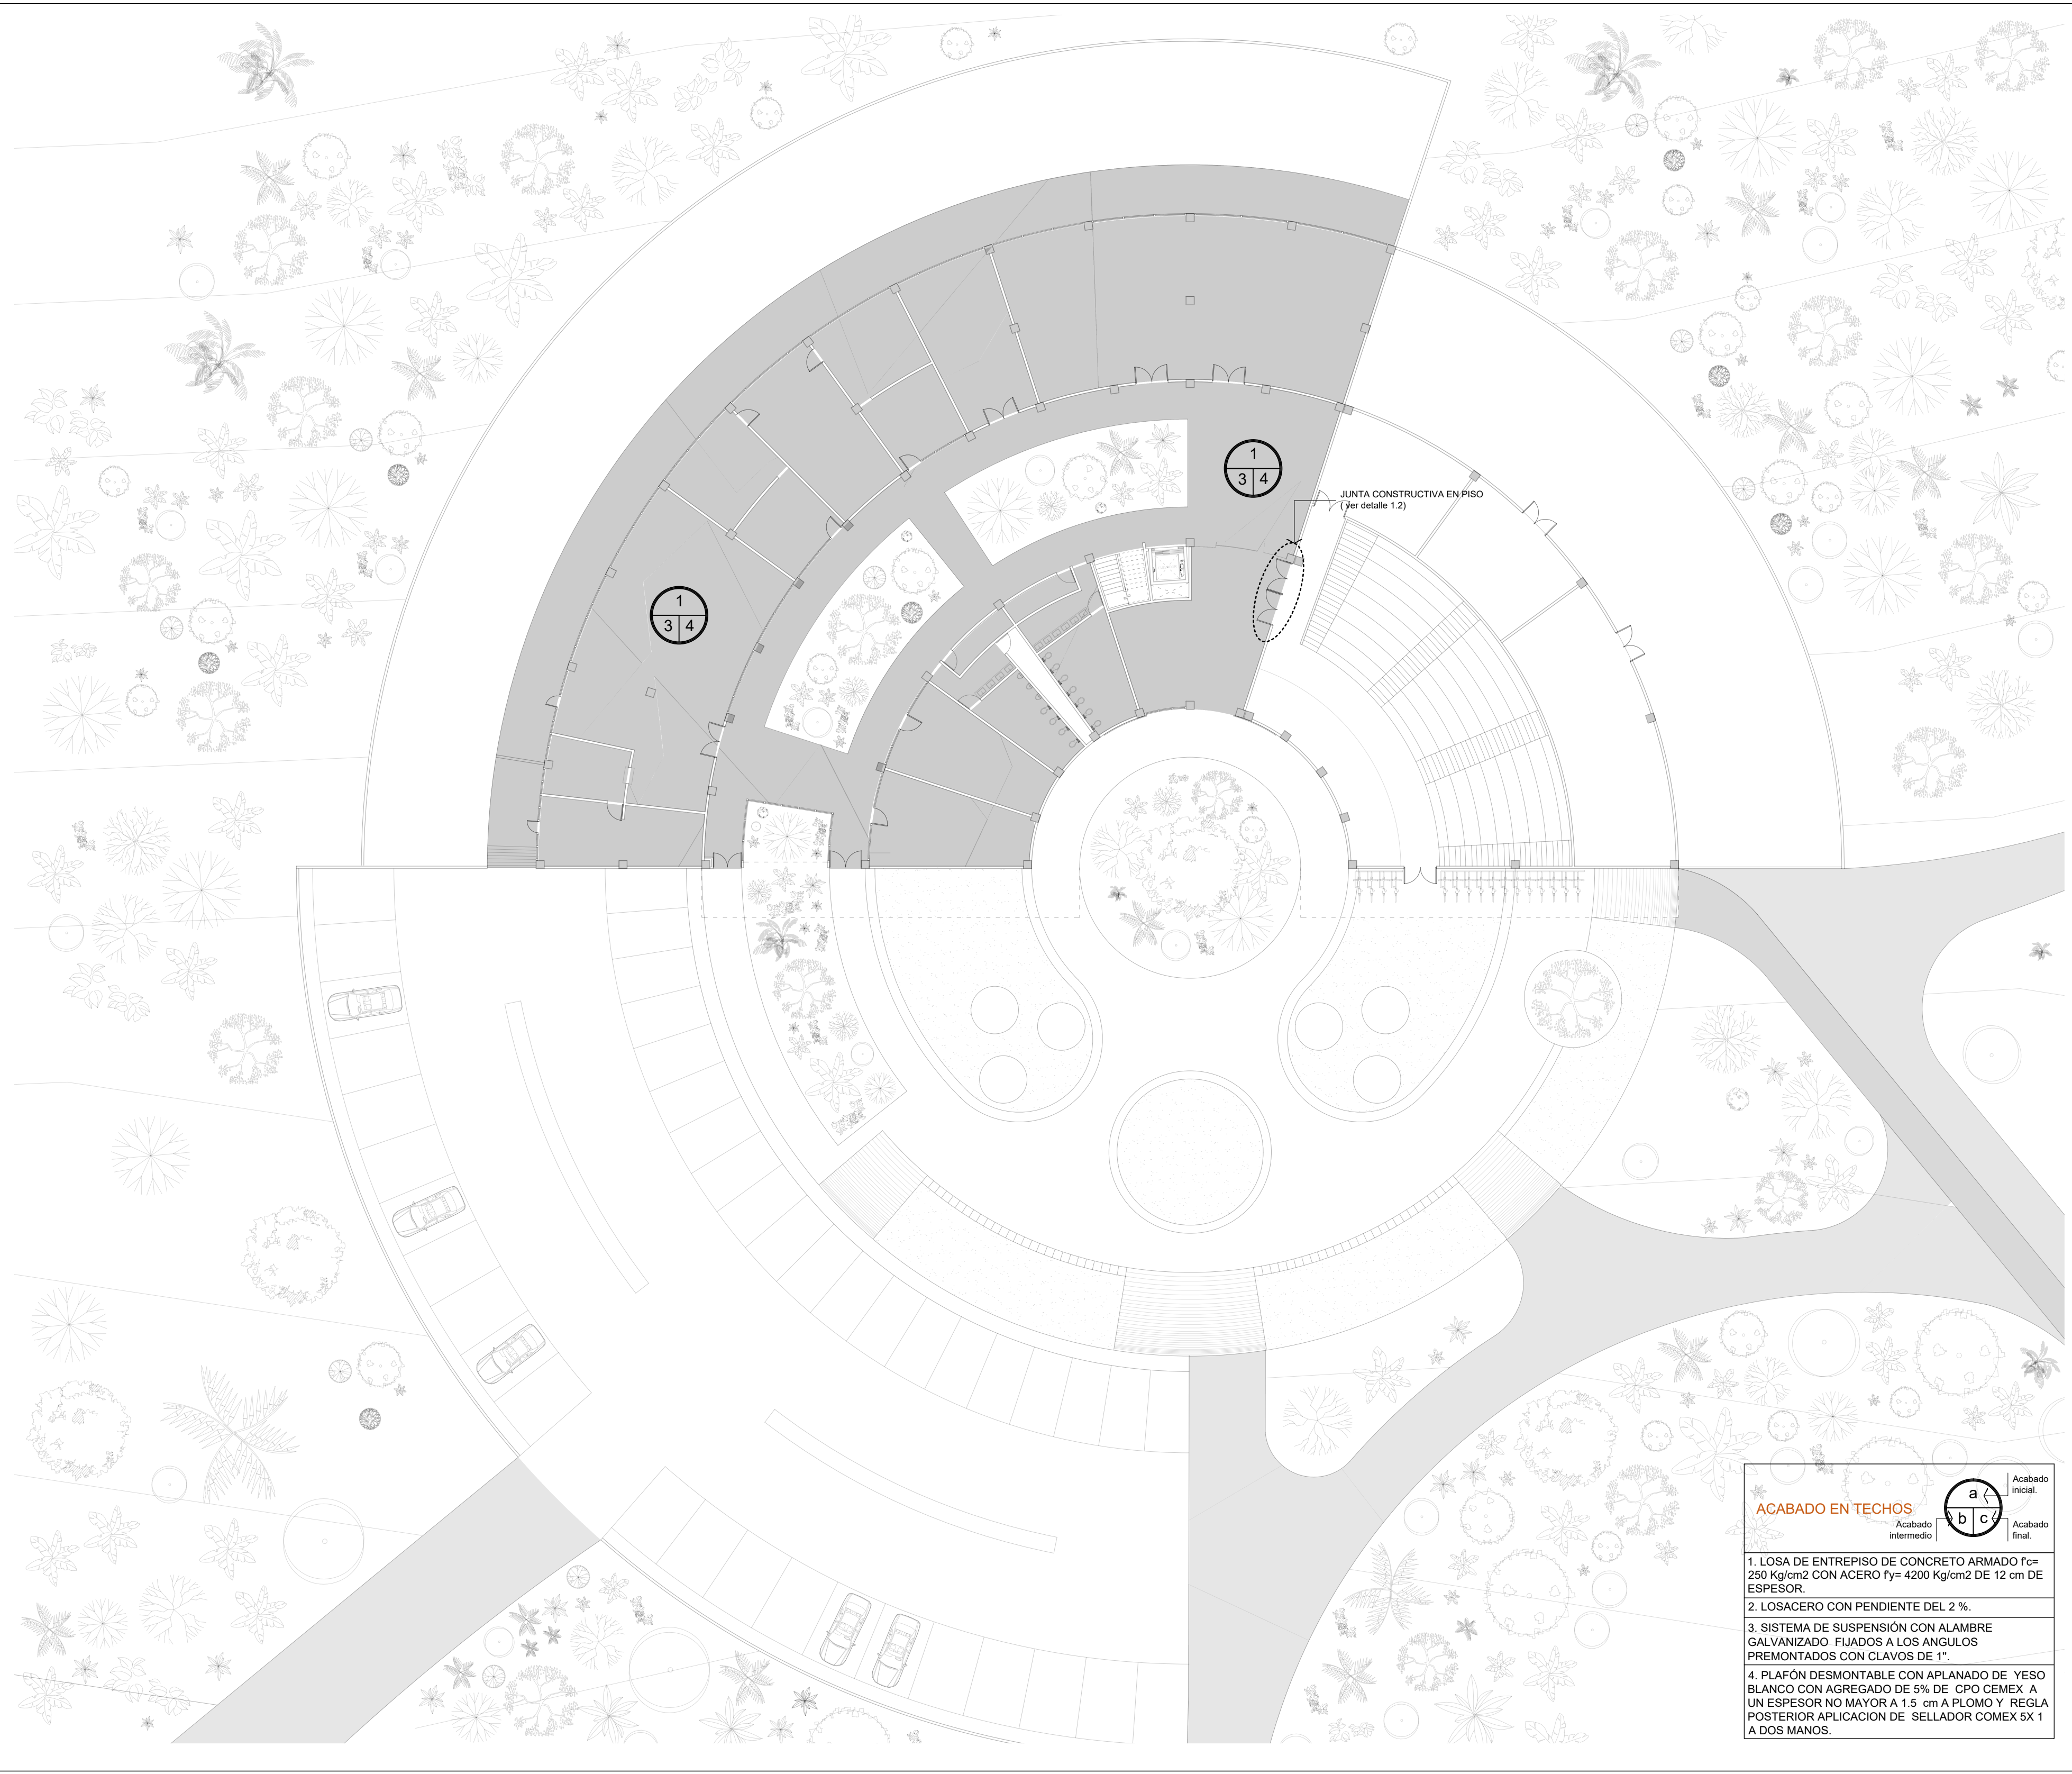 1
3 4
JUNTA CONSTRUCTIVA EN PISO
( ver detalle 1.2)
1
3 4
ACABADO EN TECHOS
a
b c
Acabado
inicial.
Acabado
intermedio
Acabado
final.
1. LOSA DE ENTREPISO DE CONCRETO ARMADO f'c=
250 Kg/cm2 CON ACERO f'y= 4200 Kg/cm2 DE 12 cm DE
ESPESOR.
2. LOSACERO CON PENDIENTE DEL 2 %.
3. SISTEMA DE SUSPENSIÓN CON ALAMBRE
GALVANIZADO FIJADOS A LOS ANGULOS
PREMONTADOS CON CLAVOS DE 1".
4. PLAFÓN DESMONTABLE CON APLANADO DE YESO
BLANCO CON AGREGADO DE 5% DE CPO CEMEX A
UN ESPESOR NO MAYOR A 1.5 cm A PLOMO Y REGLA
POSTERIOR APLICACION DE SELLADOR COMEX 5X 1
A DOS MANOS.